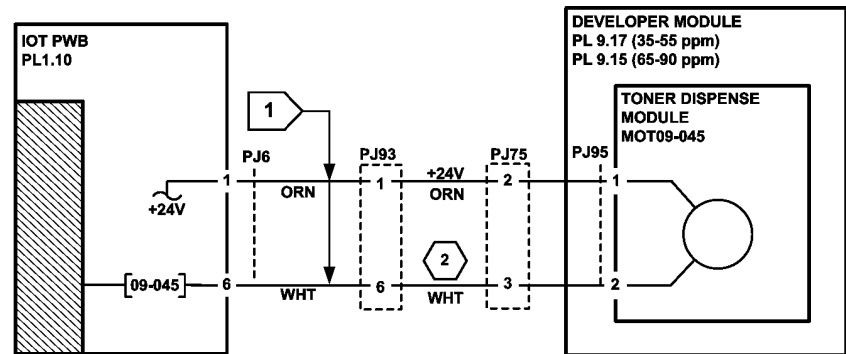 IOT PWB
PL1.10
DEVELOPER MODULE
PL 9.17 (35-55 ppm)
PL 9.15 (65-90 ppm)
TONER DISPENSE
MODULE
MOT09-045
1
PJ6
PJ93
PJ75
PJ95
1
ORN
1
+24V
ORN
2
1
+24V
2
09-045
6
WHT
6
WHT
3
2